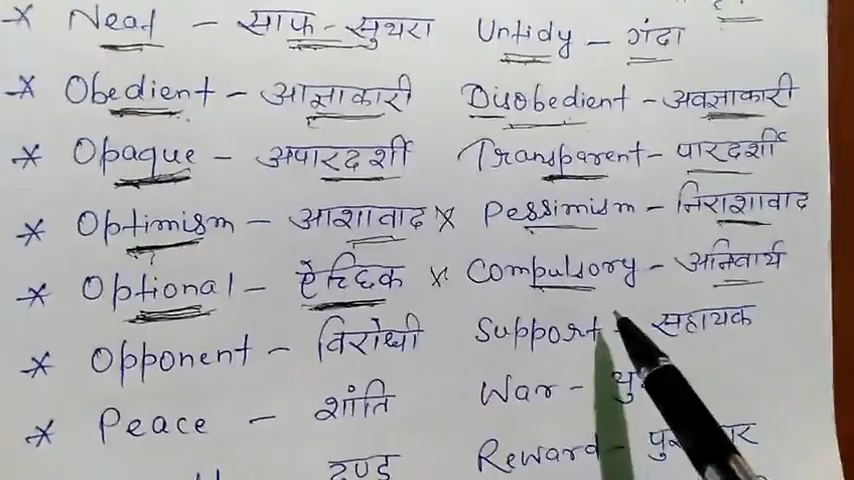 * Neat - साफ-सुथरा Untidy - गंदा
* Obedient - आज्ञाकारी Disobedient - अवज्ञाकारी
* Opaque - अपारदर्शी Transparent - पारदर्शी
* Optimism - आशावाद × Pessimism - निराशावाद
* Optional - ऐच्छिक × Compulsory - अनिवार्य
* Opponent - विरोधी Support - सहायक
* Peace - शांति War -
दण्ड Reward -